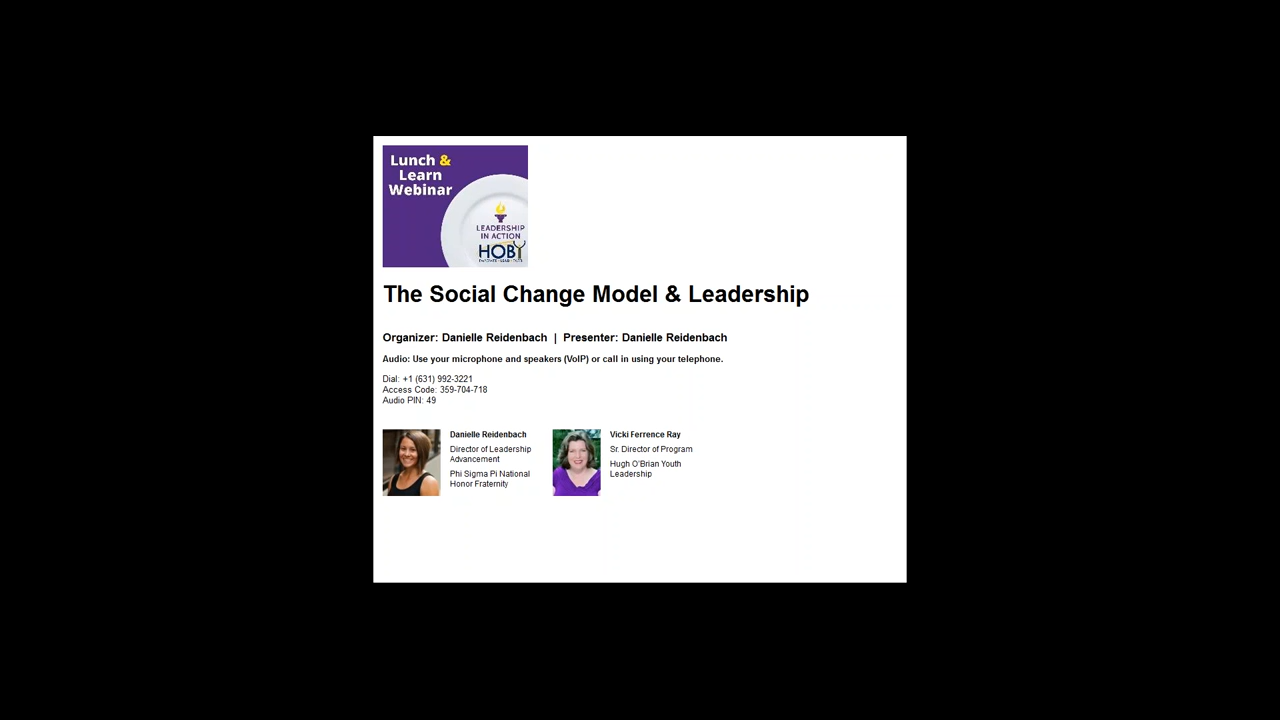 Lunch &
Learn
Webinar
LEADERSHIP
IN ACTION
HOBY
The Social Change Model & Leadership
Organizer: Danielle Reidenbach | Presenter: Danielle Reidenbach
Audio: Use your microphone and speakers (VoIP) or call in using your telephone.
Dial: +1 (631) 992-3221
Access Code: 359-704-718
Audio PIN: 49
Danielle Reidenbach
Director of Leadership
Advancement
Phi Sigma Pi National
Honor Fraternity
Vicki Ferrence Ray
Sr. Director of Program
Hugh O'Brian Youth
Leadership